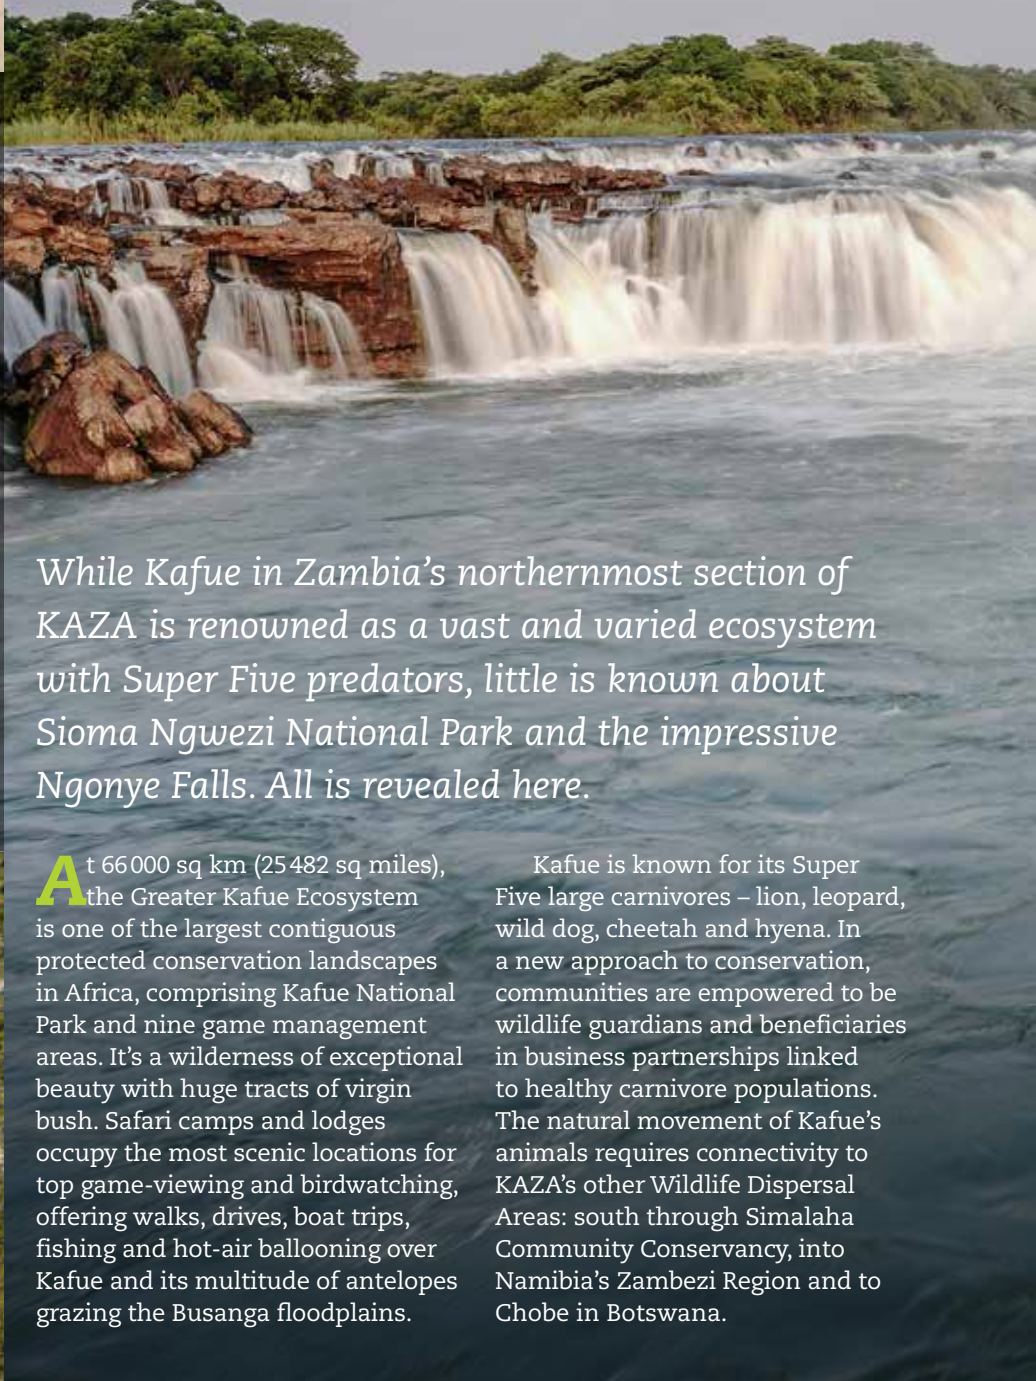 While Kafue in Zambia’s northernmost section of
KAZA is renowned as a vast and varied ecosystem
with Super Five predators, little is known about
Sioma Ngwezi National Park and the impressive
Ngonye Falls. All is revealed here.
At 66 000 sq km (25 482 sq miles),
the Greater Kafue Ecosystem
is one of the largest contiguous
protected conservation landscapes
in Africa, comprising Kafue National
Park and nine game management
areas. It’s a wilderness of exceptional
beauty with huge tracts of virgin
bush. Safari camps and lodges
occupy the most scenic locations for
top game-viewing and birdwatching,
offering walks, drives, boat trips,
fishing and hot-air ballooning over
Kafue and its multitude of antelopes
grazing the Busanga floodplains.
Kafue is known for its Super
Five large carnivores – lion, leopard,
wild dog, cheetah and hyena. In
a new approach to conservation,
communities are empowered to be
wildlife guardians and beneficiaries
in business partnerships linked
to healthy carnivore populations.
The natural movement of Kafue’s
animals requires connectivity to
KAZA’s other Wildlife Dispersal
Areas: south through Simalaha
Community Conservancy, into
Namibia’s Zambezi Region and to
Chobe in Botswana.